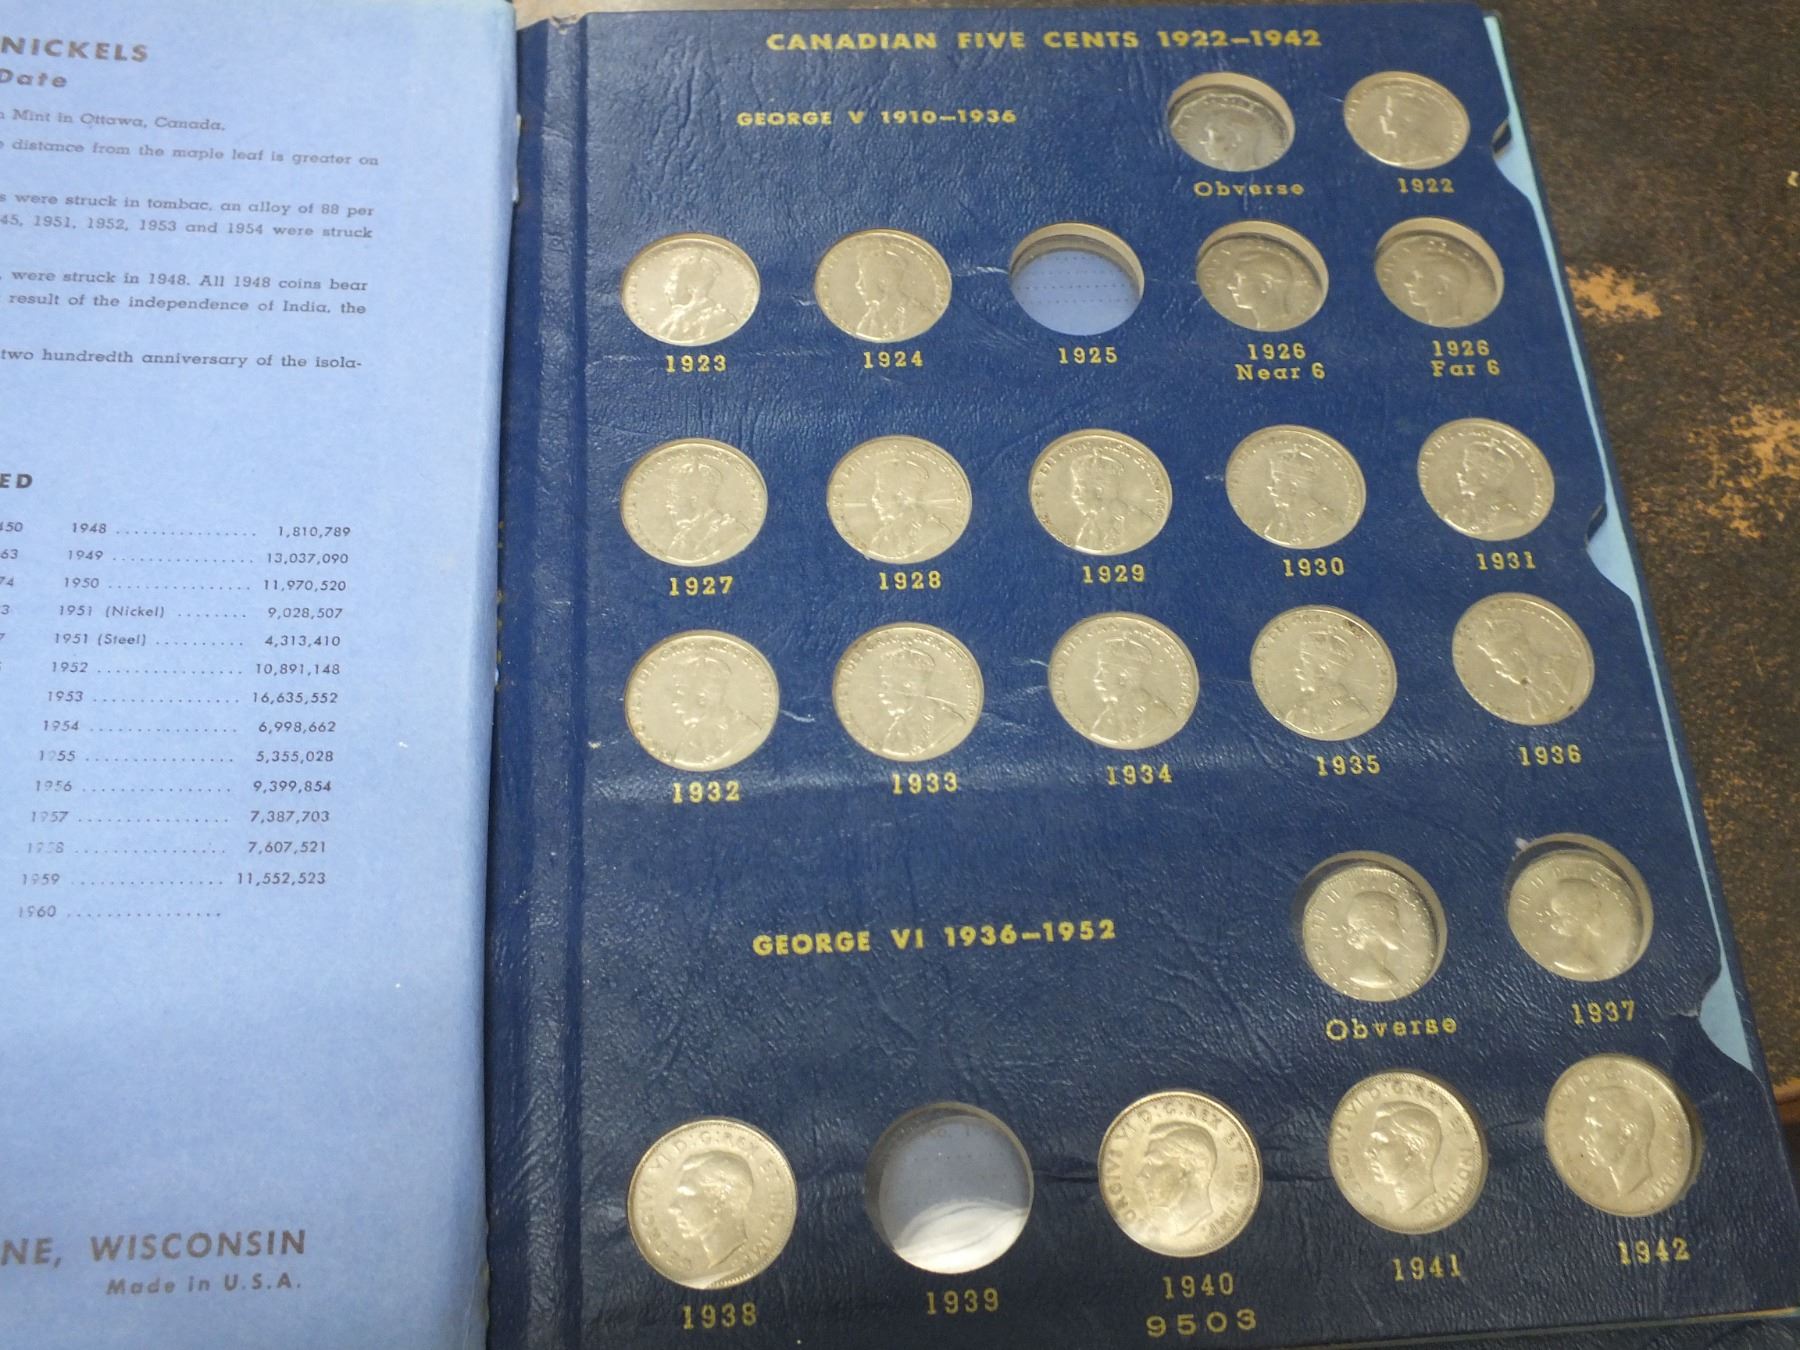 NICKELS
Date
Mint in Ottawa, Canada.
distance from the maple leaf is greater on
were struck in tombac, an alloy of 88 per
45, 1951, 1952, 1953 and 1954 were struck
were struck in 1948. All 1948 coins bear
result of the independence of India, the
two hundredth anniversary of the isola-
ED
450 1948 ................ 1,810,789
63 1949 ................ 13,037,090
74 1950 ................ 11,970,520
3 1951 (Nickel) ........ 9,028,507
7 1951 (Steel) .......... 4,313,410
1952 ................ 10,891,148
1953 ................ 16,635,552
1954 ................ 6,998,662
1955 ................ 5,355,028
1956 ................ 9,399,854
1957 ................ 7,387,703
1958 ................ 7,607,521
1959 ................ 11,552,523
1960 ................
NE, WISCONSIN
Made in U.S.A.
CANADIAN FIVE CENTS 1922-1942
GEORGE V 1910-1936
Obverse 1922
1923 1924 1925 1926 1926
Near 6 Far 6
1927 1928 1929 1930 1931
1932 1933 1934 1935 1936
GEORGE VI 1936-1952
Obverse 1937
1938 1939 1940 1941 1942
9503